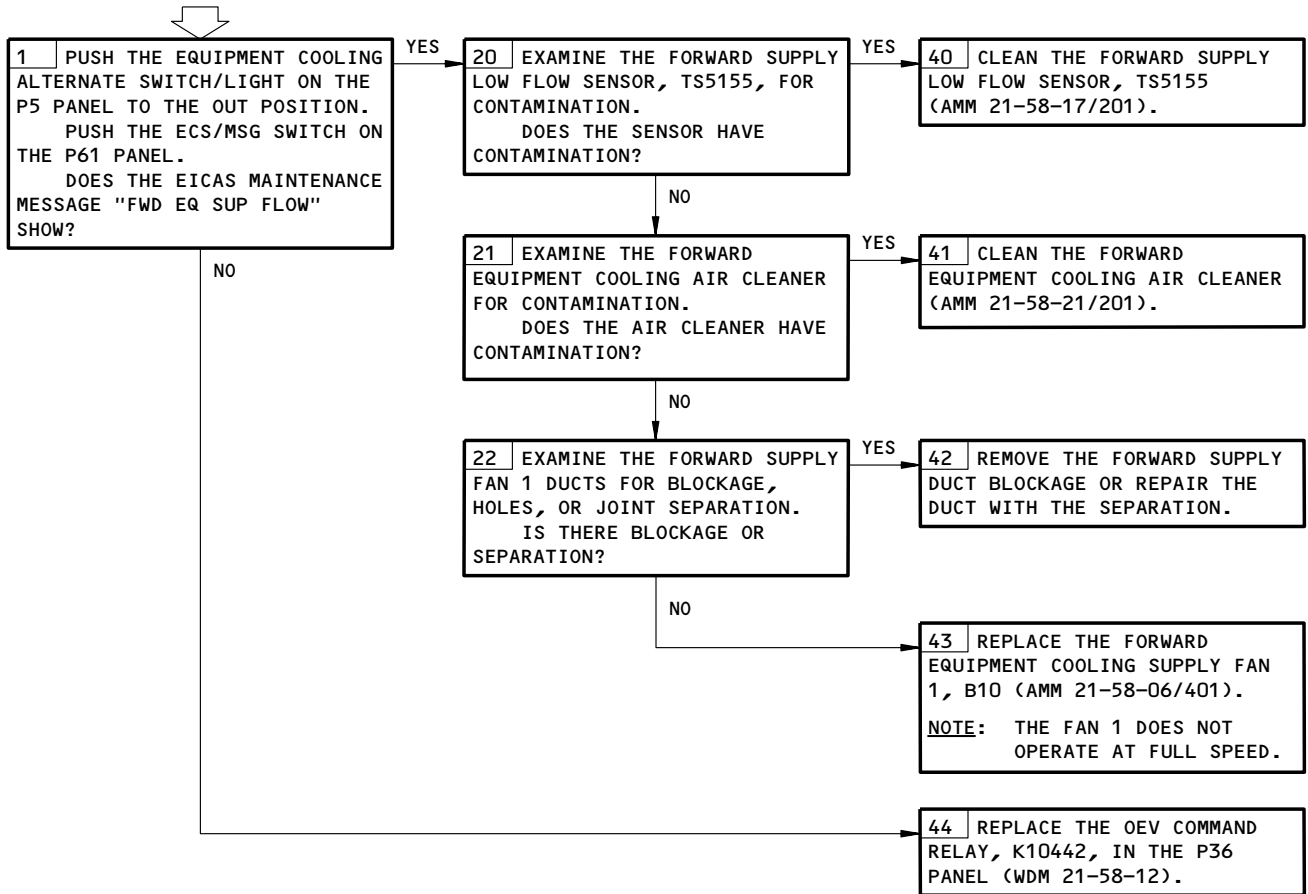 1 PUSH THE EQUIPMENT COOLING
ALTERNATE SWITCH/LIGHT ON THE
P5 PANEL TO THE OUT POSITION.
PUSH THE ECS/MSG SWITCH ON
THE P61 PANEL.
DOES THE EICAS MAINTENANCE
MESSAGE "FWD EQ SUP FLOW"
SHOW?
YES
NO
20 EXAMINE THE FORWARD SUPPLY
LOW FLOW SENSOR, TS5155, FOR
CONTAMINATION.
DOES THE SENSOR HAVE
CONTAMINATION?
YES
NO
40 CLEAN THE FORWARD SUPPLY
LOW FLOW SENSOR, TS5155
(AMM 21-58-17/201).
21 EXAMINE THE FORWARD
EQUIPMENT COOLING AIR CLEANER
FOR CONTAMINATION.
DOES THE AIR CLEANER HAVE
CONTAMINATION?
YES
NO
41 CLEAN THE FORWARD
EQUIPMENT COOLING AIR CLEANER
(AMM 21-58-21/201).
22 EXAMINE THE FORWARD SUPPLY
FAN 1 DUCTS FOR BLOCKAGE,
HOLES, OR JOINT SEPARATION.
IS THERE BLOCKAGE OR
SEPARATION?
YES
NO
42 REMOVE THE FORWARD SUPPLY
DUCT BLOCKAGE OR REPAIR THE
DUCT WITH THE SEPARATION.
43 REPLACE THE FORWARD
EQUIPMENT COOLING SUPPLY FAN
1, B10 (AMM 21-58-06/401).
NOTE: THE FAN 1 DOES NOT
OPERATE AT FULL SPEED.
44 REPLACE THE OEV COMMAND
RELAY, K10442, IN THE P36
PANEL (WDM 21-58-12).